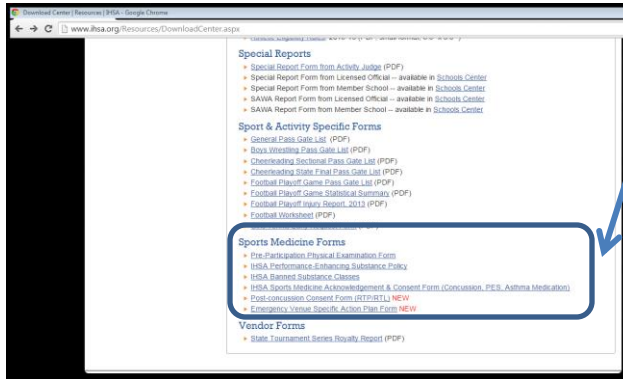 Download Center | Resources | IHSA - Google Chrome
www.ihsa.org/Resources/DownloadCenter.aspx
Special Reports
Special Report Form from Activity Judge (PDF)
Special Report Form from Licensed Official -- available in Schools Center
Special Report Form from Member School -- available in Schools Center
SAWA Report Form from Licensed Official -- available in Schools Center
SAWA Report Form from Member School -- available in Schools Center
Sport & Activity Specific Forms
General Pass Gate List (PDF)
Boys Wrestling Pass Gate List (PDF)
Cheerleading Sectional Pass Gate List (PDF)
Cheerleading State Final Pass Gate List (PDF)
Football Playoff Game Pass Gate List (PDF)
Football Playoff Game Statistical Summary (PDF)
Football Playoff Injury Report, 2013 (PDF)
Football Worksheet (PDF)
Sports Medicine Forms
Pre-Participation Physical Examination Form
IHSA Performance-Enhancing Substance Policy
IHSA Banned Substance Classes
IHSA Sports Medicine Acknowledgement & Consent Form (Concussion, PES, Asthma Medication)
Post-concussion Consent Form (RTP/RTL) NEW
Emergency Venue Specific Action Plan Form NEW
Vendor Forms
State Tournament Series Royalty Report (PDF)